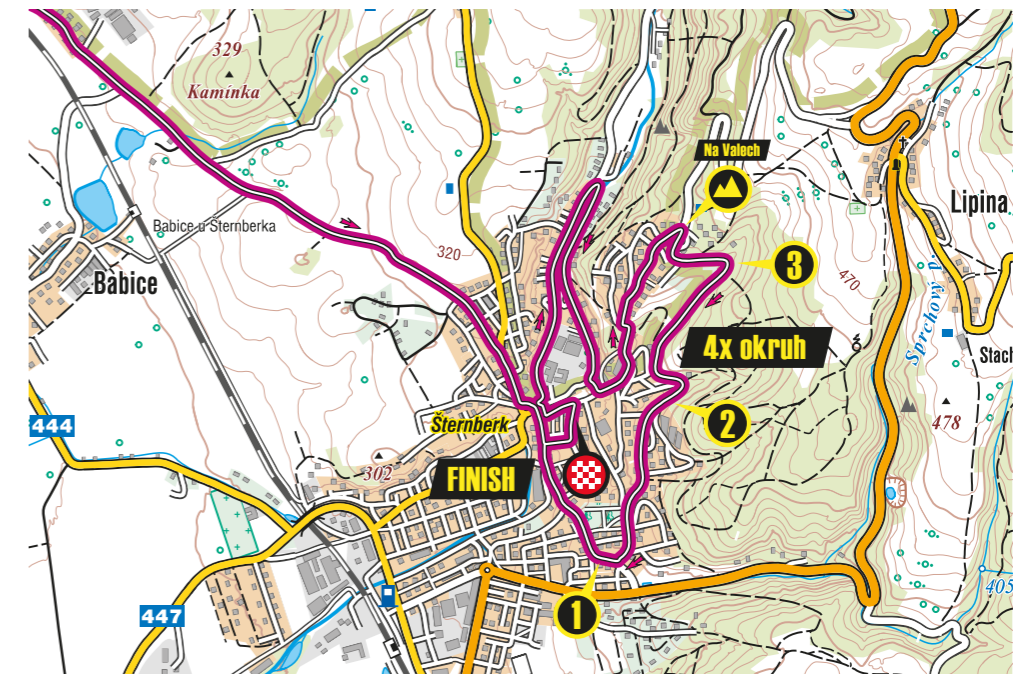 329
Kamínka
Na Valech
Lipina
Babice u Šternberka
320
3
Babice
470
Sprchový p.
4x okruh
Stach
444
Šternberk
2
478
302
FINISH
1
405
447